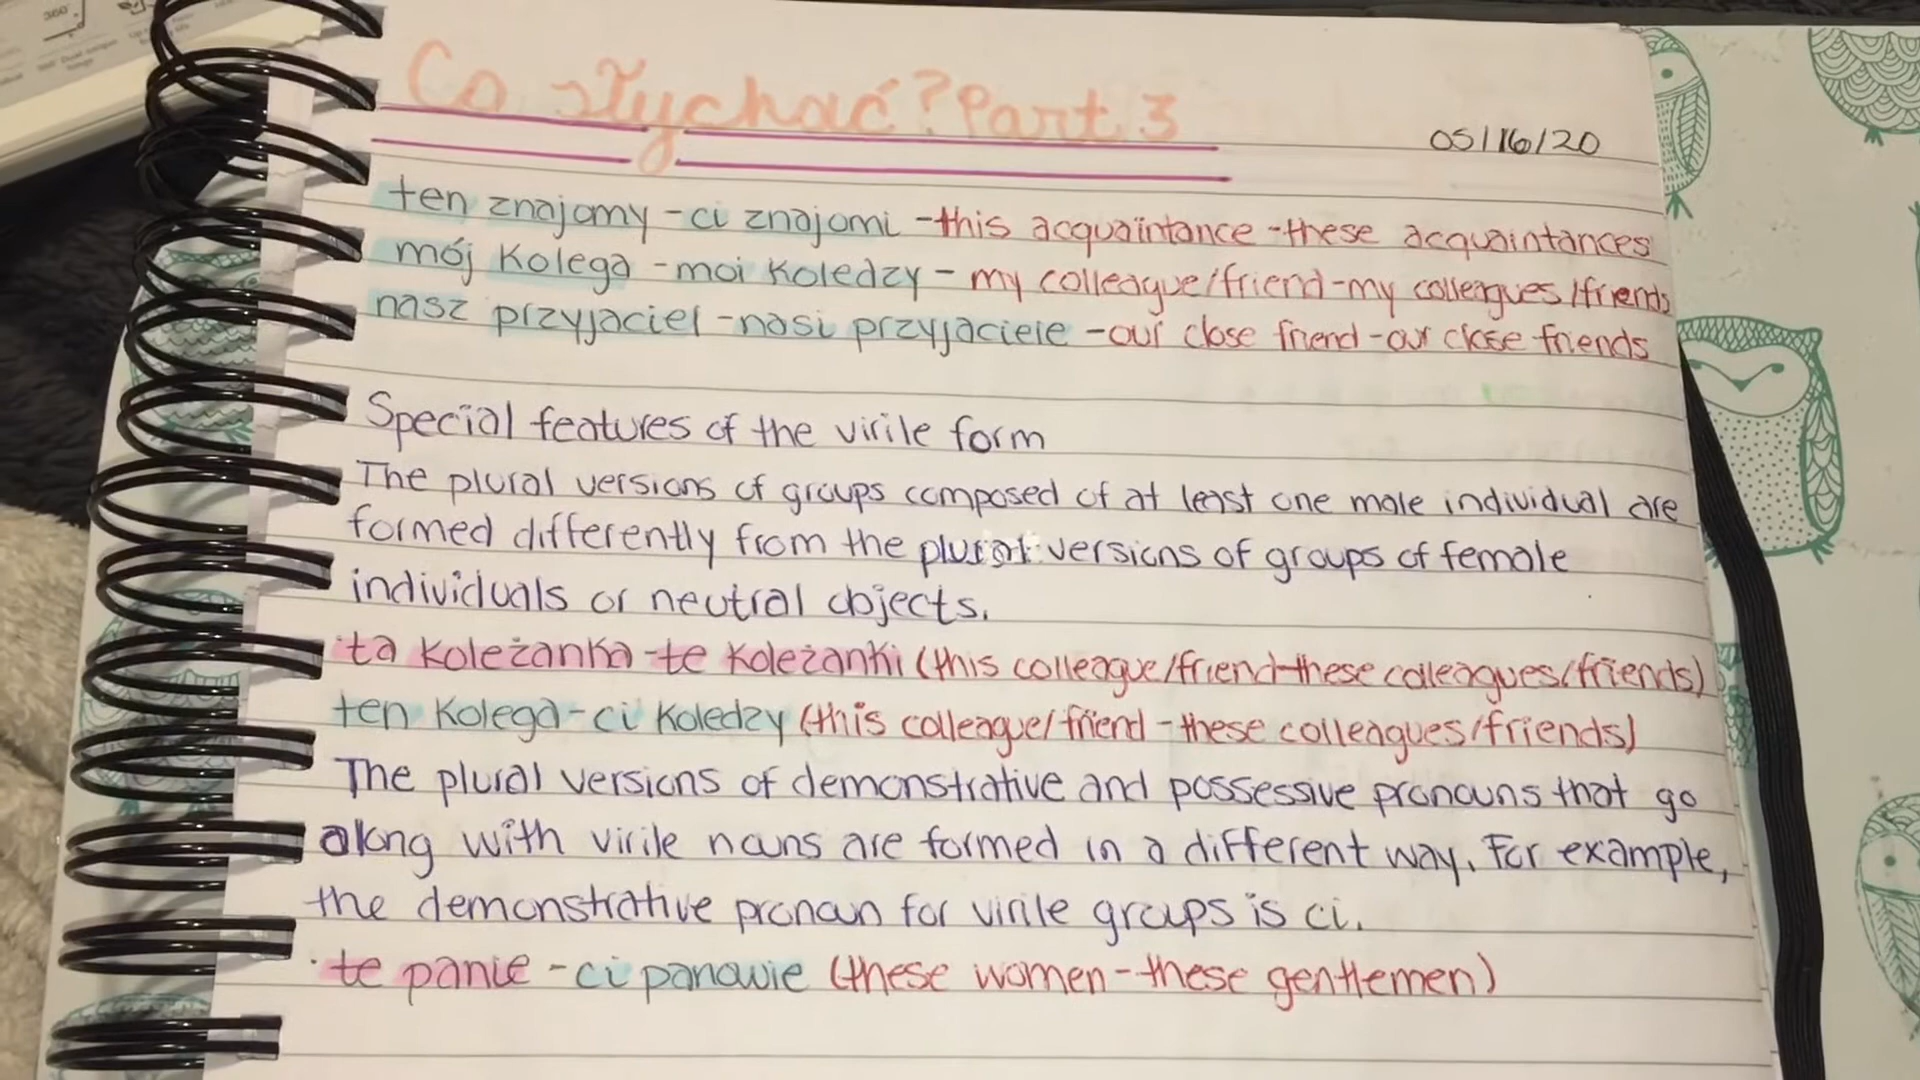 Co słychać? Part 3
05/16/20
ten znajomy - ci znajomi - this acquaintance - these acquaintances
mój kolega - moi koledzy - my colleague/friend - my colleagues/friends
nasz przyjaciel - nasi przyjaciele - our close friend - our close friends
Special features of the virile form
The plural versions of groups composed of at least one male individual are
formed differently from the plural versions of groups of female
individuals or neutral objects.
ta koleżanka - te koleżanki (this colleague/friend - these colleagues/friends)
ten kolega - ci koledzy (this colleague/friend - these colleagues/friends)
The plural versions of demonstrative and possessive pronouns that go
along with virile nouns are formed in a different way. For example,
the demonstrative pronoun for virile groups is ci.
te panie - ci panowie (these women - these gentlemen)